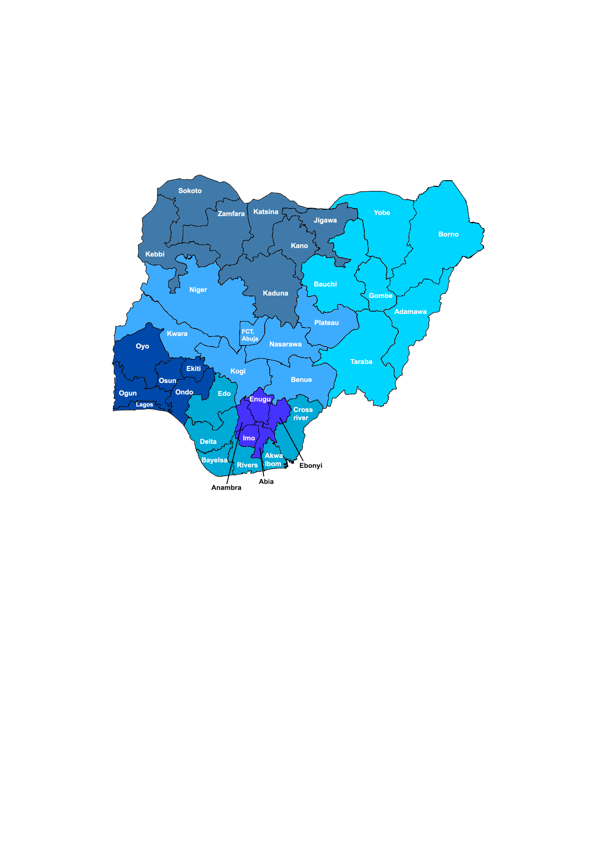 Sokoto
Zamfara
Katsina
Jigawa
Yobe
Borno
Kano
Kebbi
Niger
Kaduna
Bauchi
Gombe
Adamawa
Plateau
Kwara
FCT,
Abuja
Nasarawa
Oyo
Taraba
Ekiti
Kogi
Osun
Benue
Ogun
Ondo
Edo
Enugu
Lagos
Cross
river
Delta
Imo
Bayelsa
Rivers
Akwa
Ibom
Ebonyi
Abia
Anambra